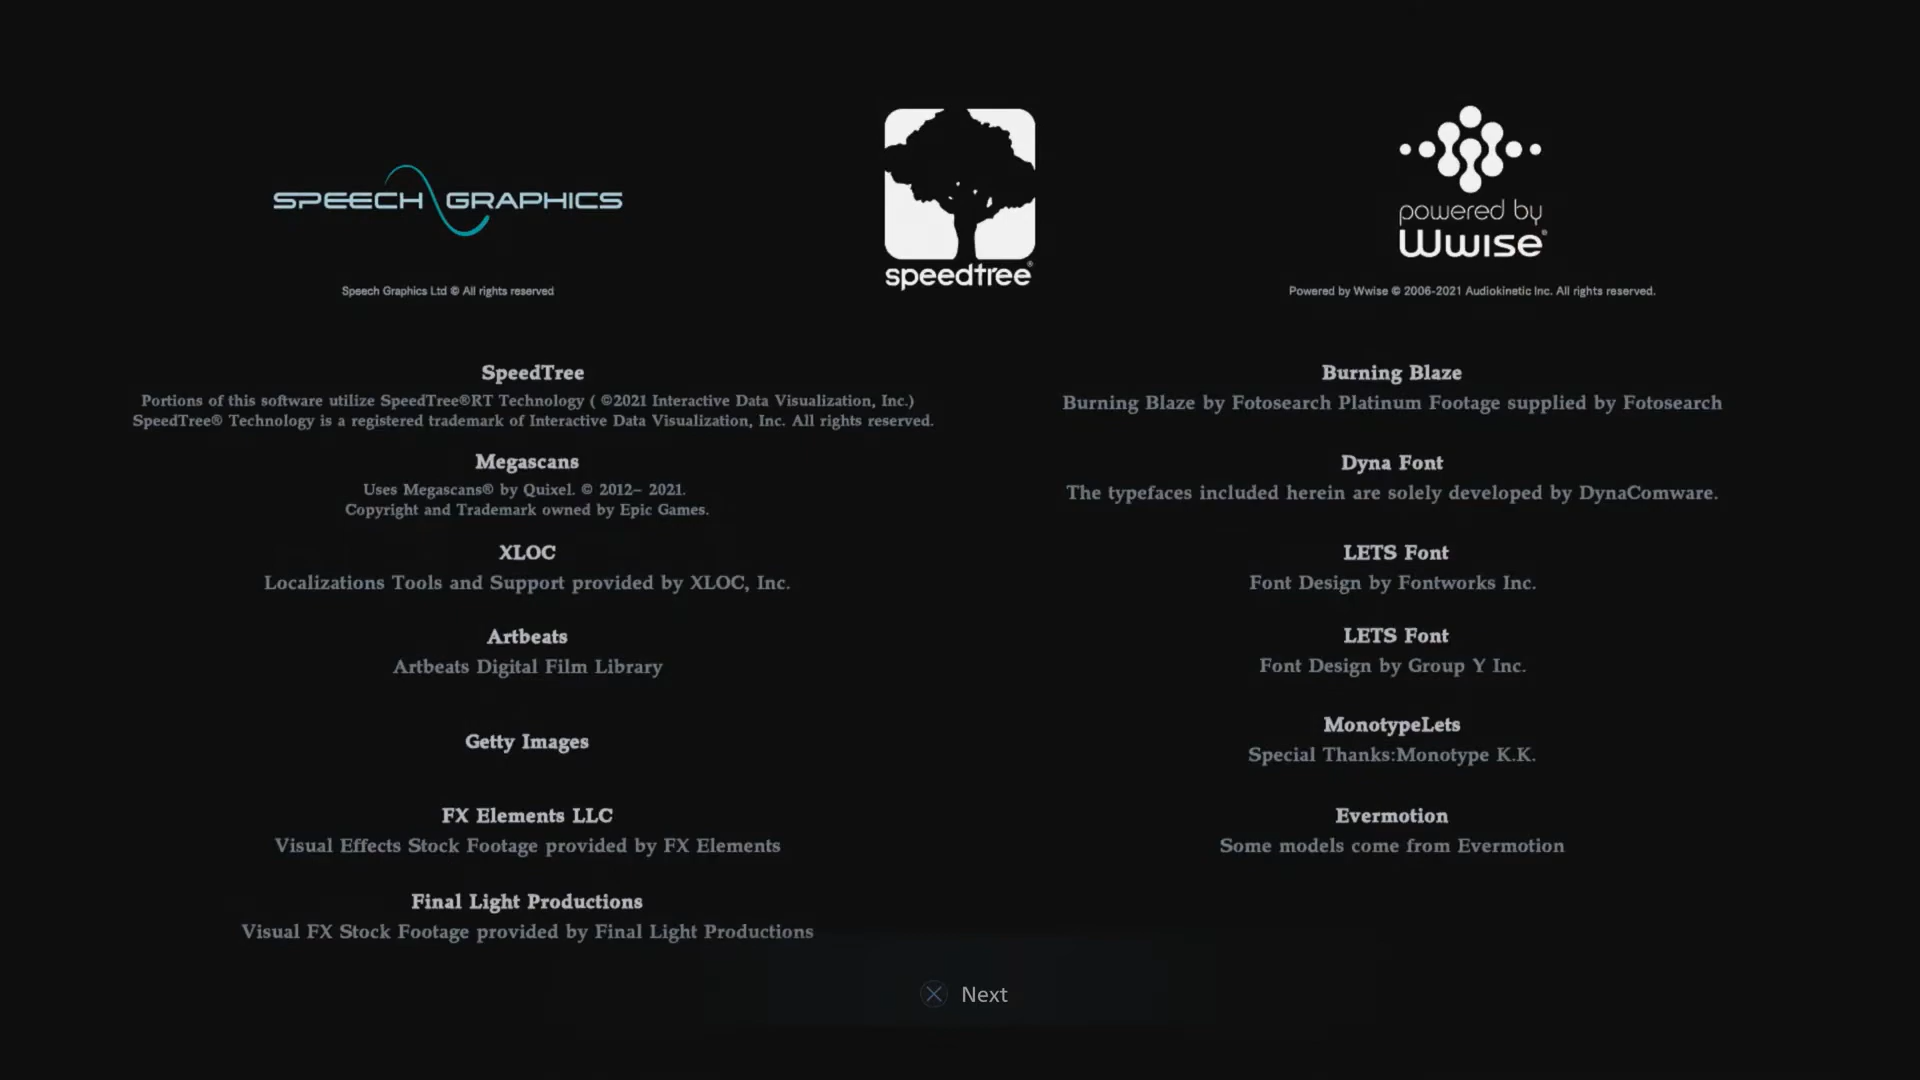 SPEECH GRAPHICS
Speech Graphics Ltd © All rights reserved
speedtree®
powered by
Wwise®
Powered by Wwise © 2006-2021 Audiokinetic Inc. All rights reserved.
SpeedTree
Portions of this software utilize SpeedTree®RT Technology ( ©2021 Interactive Data Visualization, Inc.)
SpeedTree® Technology is a registered trademark of Interactive Data Visualization, Inc. All rights reserved.
Megascans
Uses Megascans® by Quixel. © 2012– 2021.
Copyright and Trademark owned by Epic Games.
XLOC
Localizations Tools and Support provided by XLOC, Inc.
Artbeats
Artbeats Digital Film Library
Getty Images
FX Elements LLC
Visual Effects Stock Footage provided by FX Elements
Final Light Productions
Visual FX Stock Footage provided by Final Light Productions
Burning Blaze
Burning Blaze by Fotosearch Platinum Footage supplied by Fotosearch
Dyna Font
The typefaces included herein are solely developed by DynaComware.
LETS Font
Font Design by Fontworks Inc.
LETS Font
Font Design by Group Y Inc.
MonotypeLets
Special Thanks:Monotype K.K.
Evermotion
Some models come from Evermotion
Next